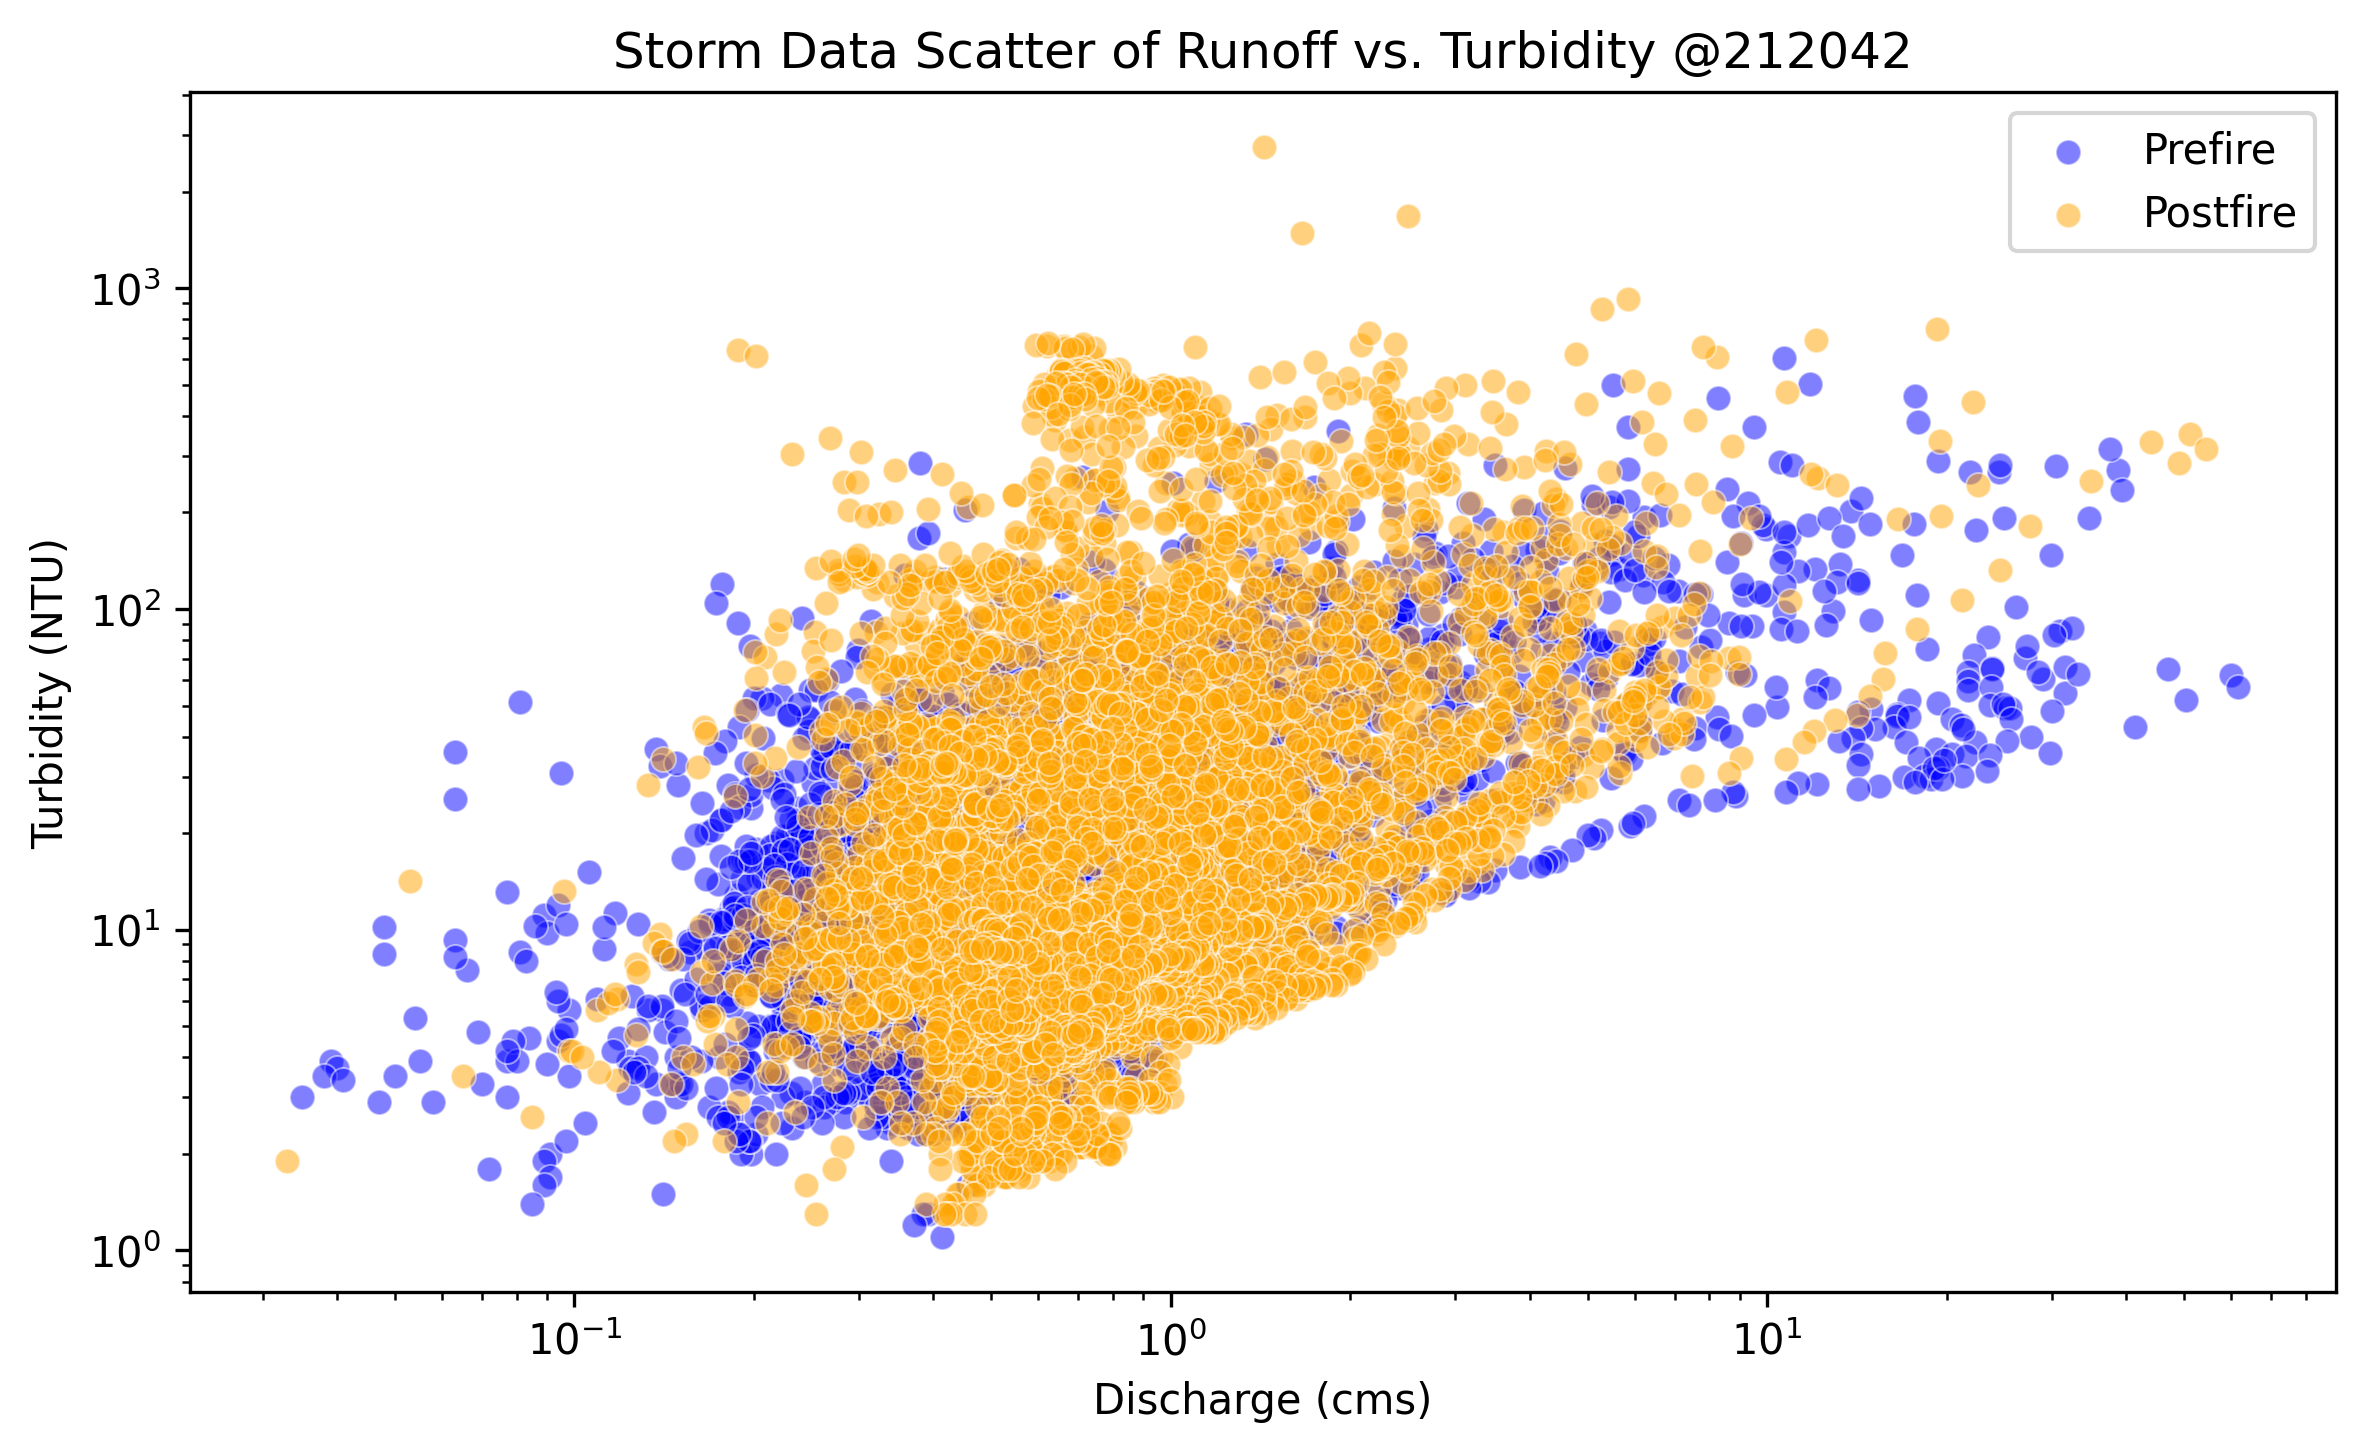 Storm Data Scatter of Runoff vs. Turbidity @212042
Prefire
Postfire
Turbidity (NTU)
10³
10²
10¹
10⁰
10⁻¹
10⁰
10¹
Discharge (cms)